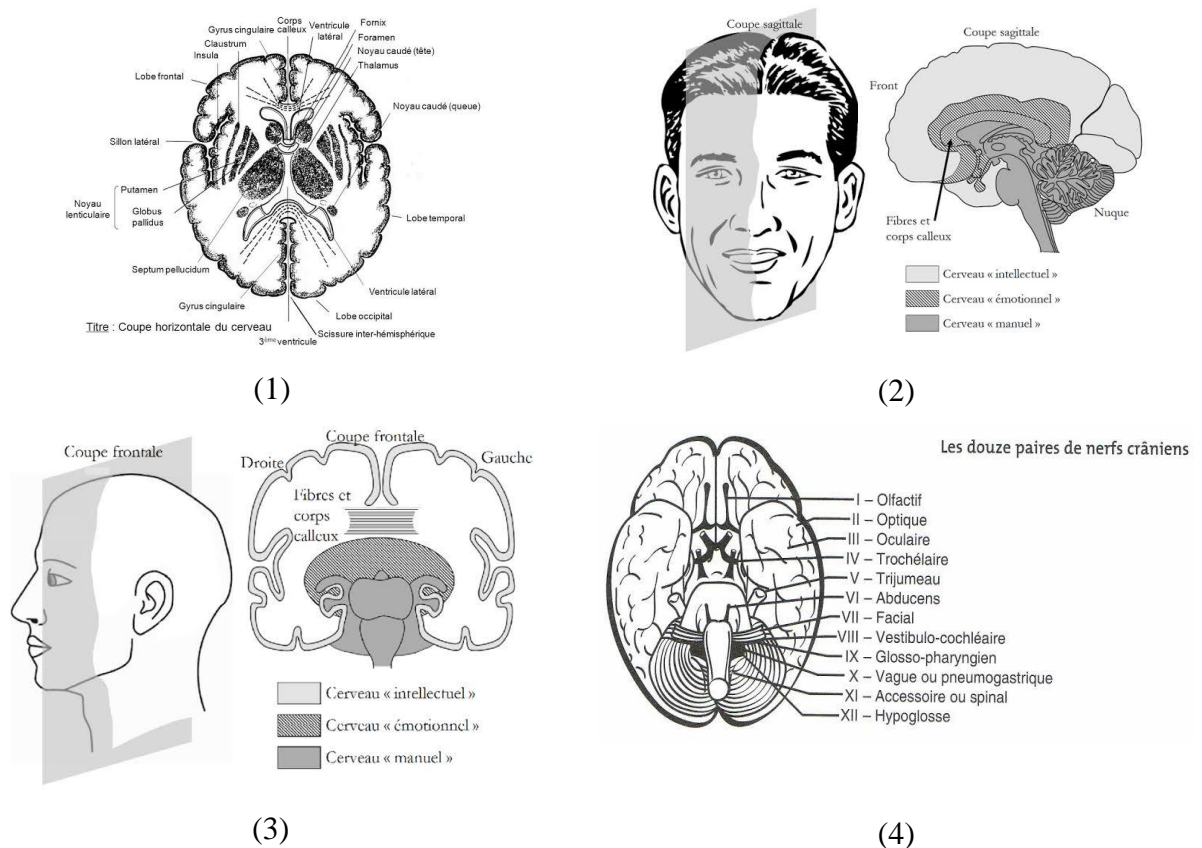 Gyrus cingulaire
Corps
calleux
Ventricule
latéral
Fornix
Foramen
Noyau caudé (tête)
Thalamus
Claustrum
Insula
Lobe frontal
Noyau caudé (queue)
Sillon latéral
Putamen
Noyau
lenticulaire
Globus
pallidus
Lobe temporal
Septum pellucidum
Ventricule latéral
Gyrus cingulaire
Lobe occipital
Titre : Coupe horizontale du cerveau
Scissure inter-hémisphérique
3ème ventricule
(1)
Coupe sagittale
Coupe sagittale
Front
Fibres et
corps calleux
Nuque
Cerveau « intellectuel »
Cerveau « émotionnel »
Cerveau « manuel »
(2)
Coupe frontale
Coupe frontale
Droite
Gauche
Fibres et
corps
calleux
Cerveau « intellectuel »
Cerveau « émotionnel »
Cerveau « manuel »
(3)
Les douze paires de nerfs crâniens
I – Olfactif
II – Optique
III – Oculaire
IV – Trochélaire
V – Trijumeau
VI – Abducens
VII – Facial
VIII – Vestibulo-cochléaire
IX – Glosso-pharyngien
X – Vague ou pneumogastrique
XI – Accessoire ou spinal
XII – Hypoglosse
(4)